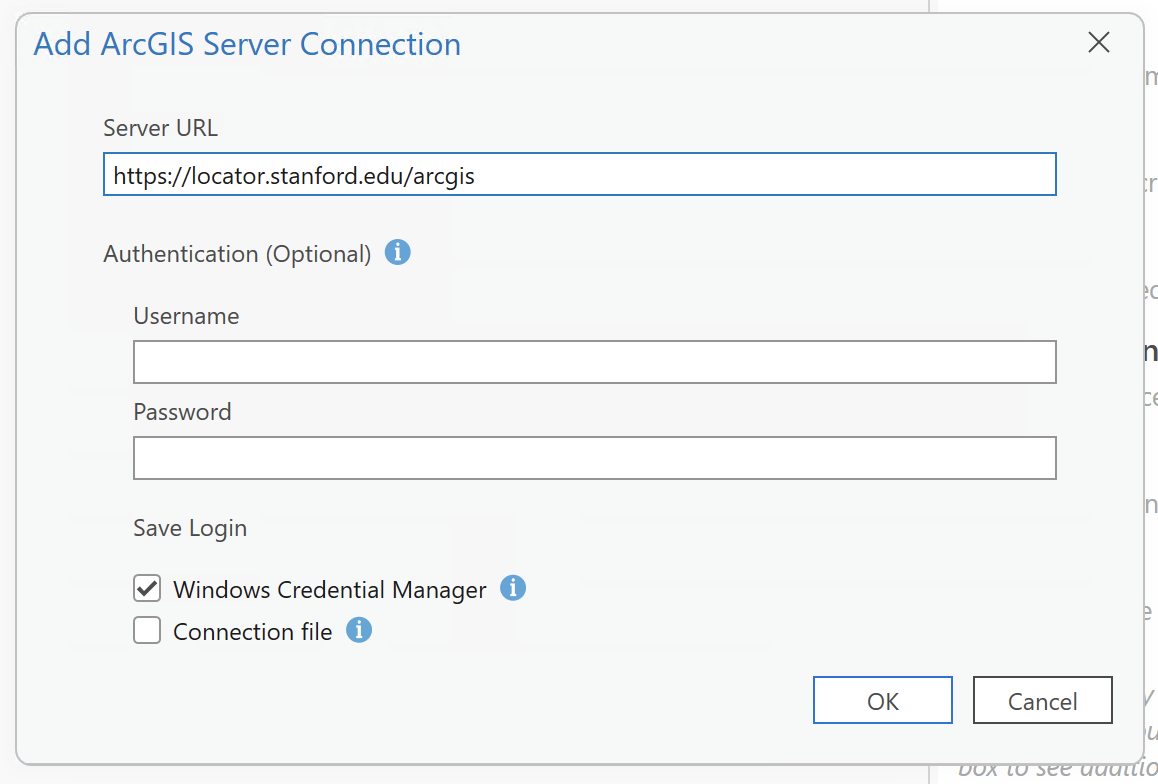 Add ArcGIS Server Connection
Server URL
https://locator.stanford.edu/arcgis
Authentication (Optional)
Username
Password
Save Login
Windows Credential Manager
Connection file
OK
Cancel
box to see